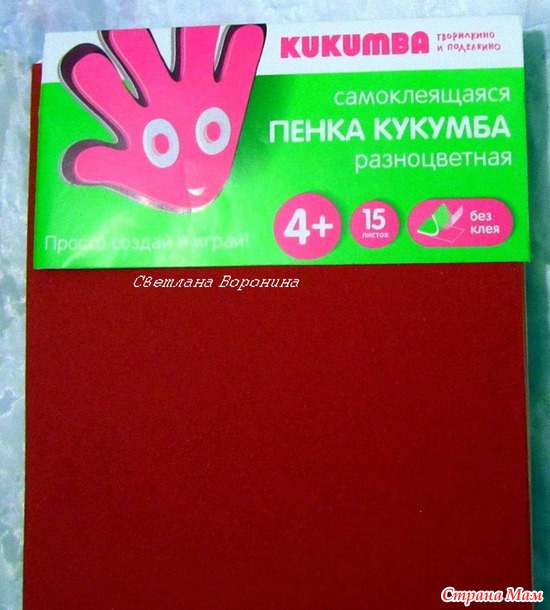 KUKUMBA
ТВОРИЛКИНО
И ПОДЕЛКИНО
самоклеящаяся
ПЕНКА КУКУМБА
разноцветная
4+
15
листов
без
клея
Просто создай и играй!
Светлана Воронина
Страна Мам